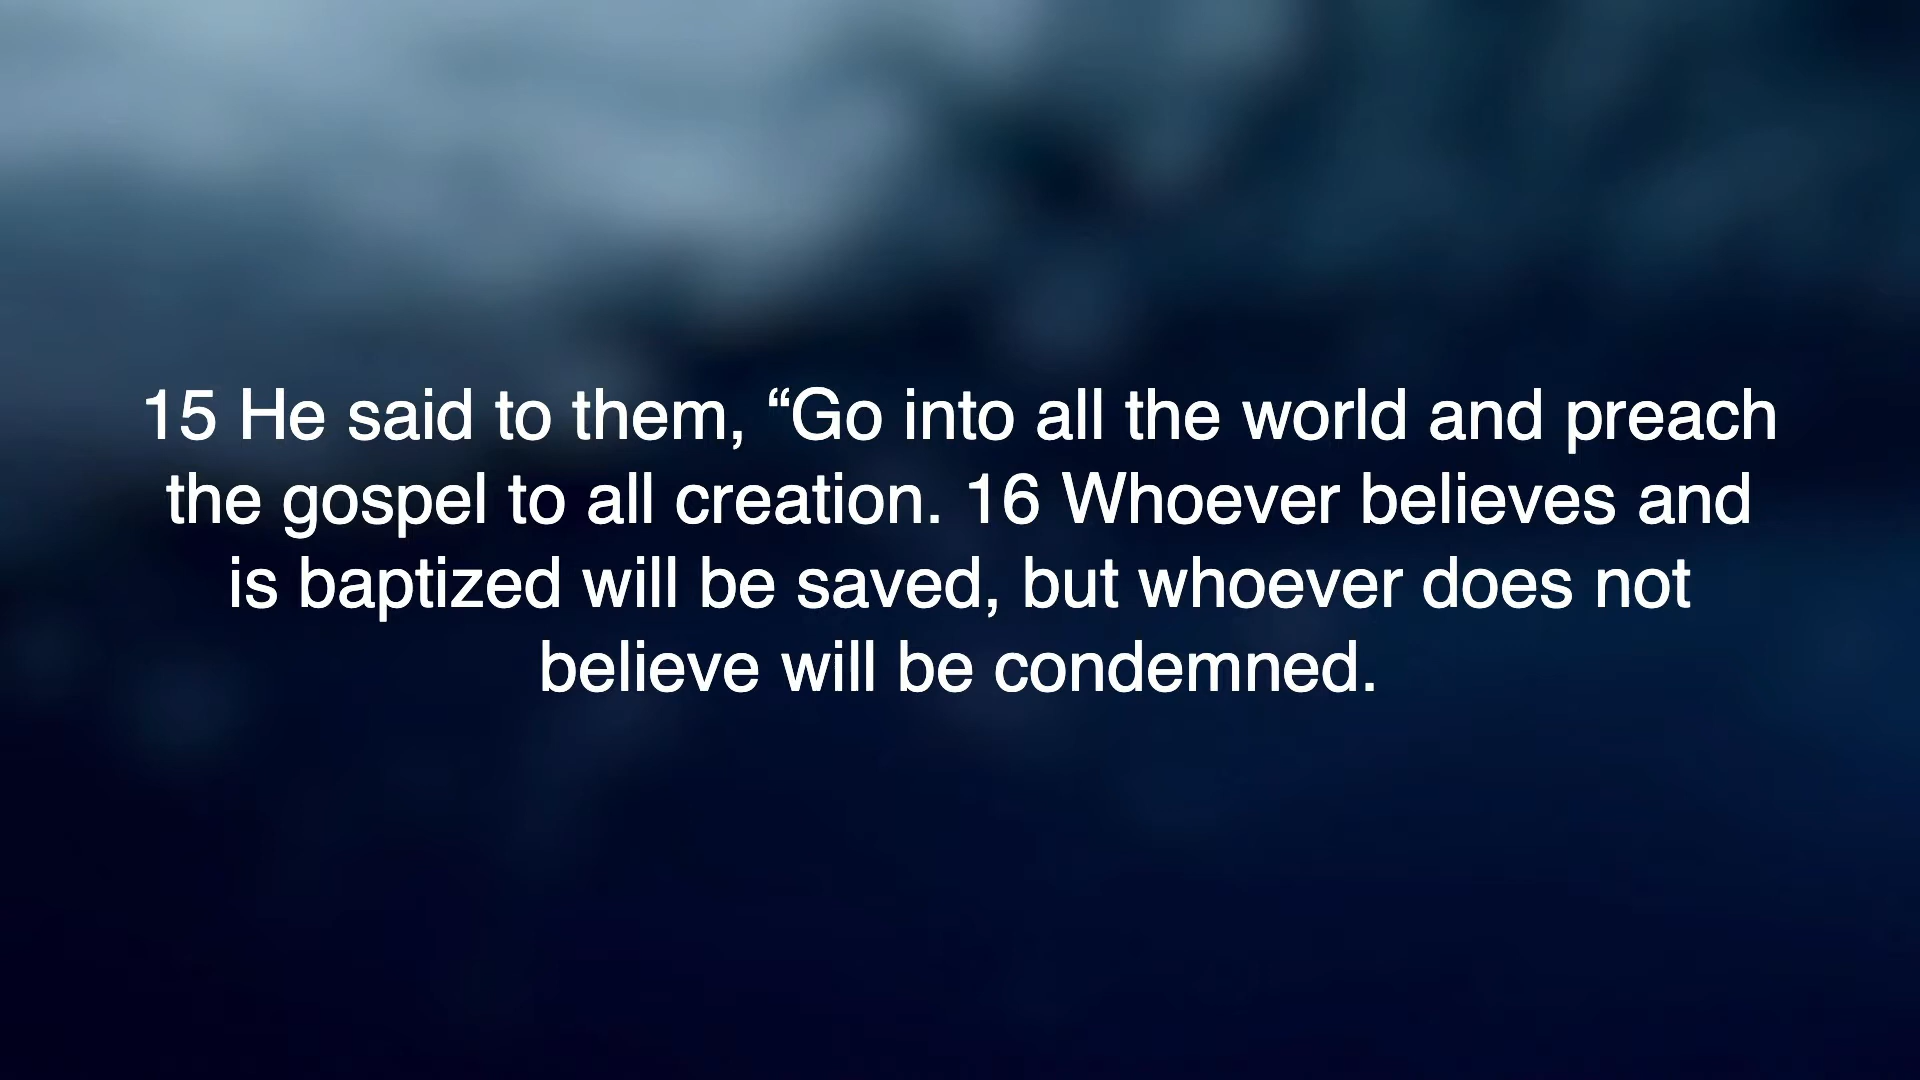 15 He said to them, “Go into all the world and preach
the gospel to all creation. 16 Whoever believes and
is baptized will be saved, but whoever does not
believe will be condemned.